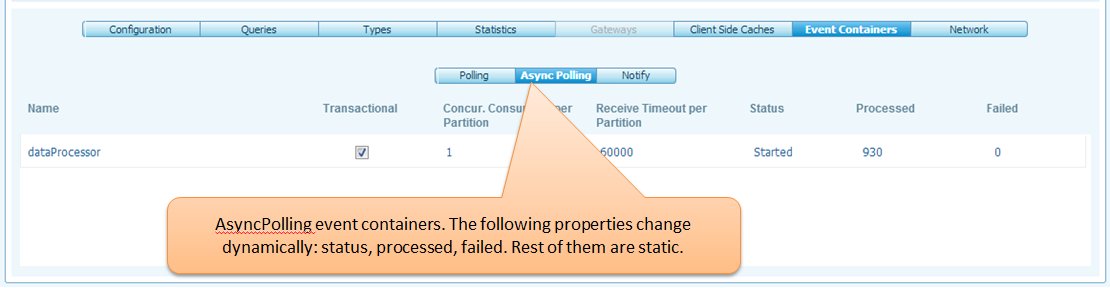 Configuration Queries Types Statistics Gateways Client Side Caches Event Containers Network
Polling Async Polling Notify
Name Transactional Concur. Consu per Receive Timeout per Status Processed Failed
Partition Partition
dataProcessor 1 60000 Started 930 0
AsyncPolling event containers. The following properties change
dynamically: status, processed, failed. Rest of them are static.